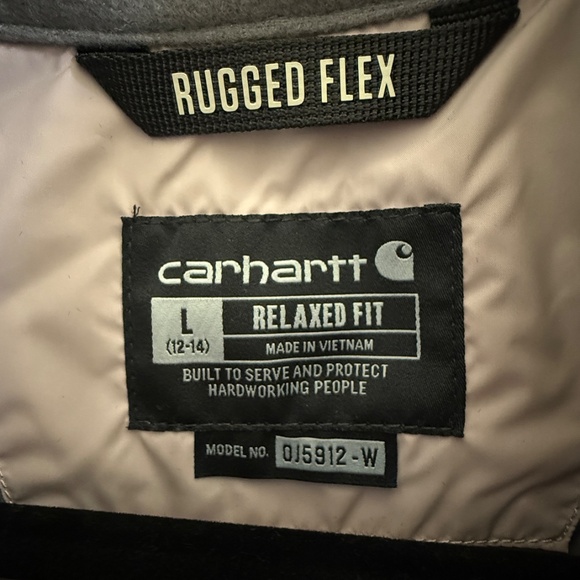 RUGGED FLEX
carhartt
L
(12-14)
RELAXED FIT
MADE IN VIETNAM
BUILT TO SERVE AND PROTECT
HARDWORKING PEOPLE
MODEL NO. OJ5912-W